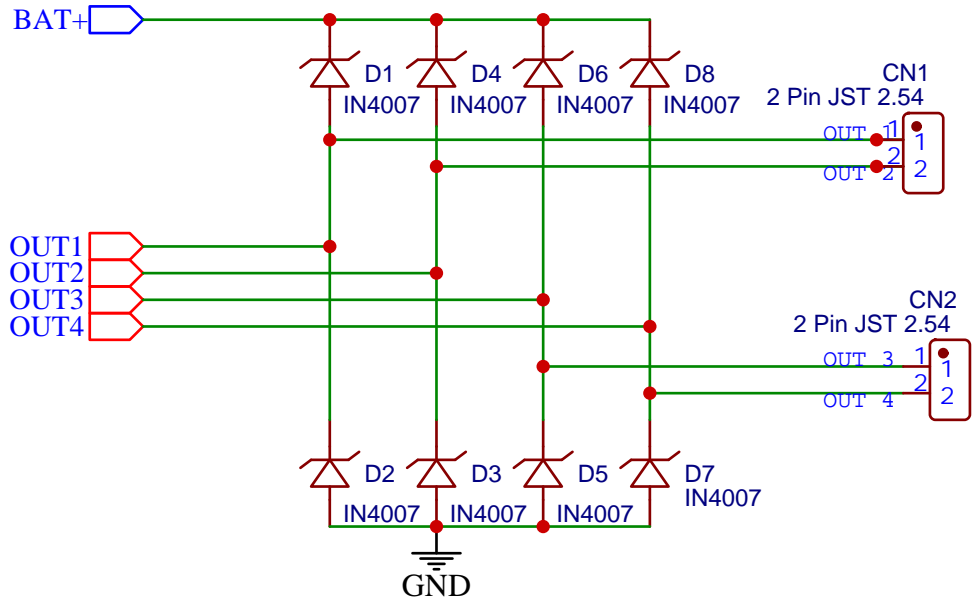 BAT+
D1
D4
D6
D8
IN4007
IN4007
IN4007
IN4007
CN1
2 Pin JST 2.54
OUT 1
1
1
OUT 2
2
2
OUT1
OUT2
OUT3
OUT4
CN2
2 Pin JST 2.54
OUT 3
1
1
OUT 4
2
2
D2
D3
D5
D7
IN4007
IN4007
IN4007
IN4007
GND